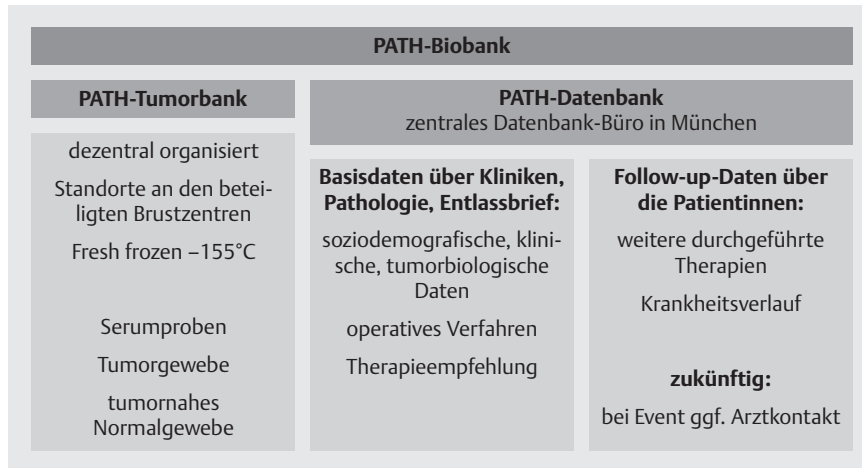 PATH-Biobank
PATH-Tumorbank
dezentral organisiert
Standorte an den betei-
ligten Brustzentren
Fresh frozen –155°C
Serumproben
Tumorgewebe
tumornahes
Normalgewebe
PATH-Datenbank
zentrales Datenbank-Büro in München
Basisdaten über Kliniken,
Pathologie, Entlassbrief:
soziodemografische, klini-
sche, tumorbiologische
Daten
operatives Verfahren
Therapieempfehlung
Follow-up-Daten über
die Patientinnen:
weitere durchgeführte
Therapien
Krankheitsverlauf
zukünftig:
bei Event ggf. Arztkontakt